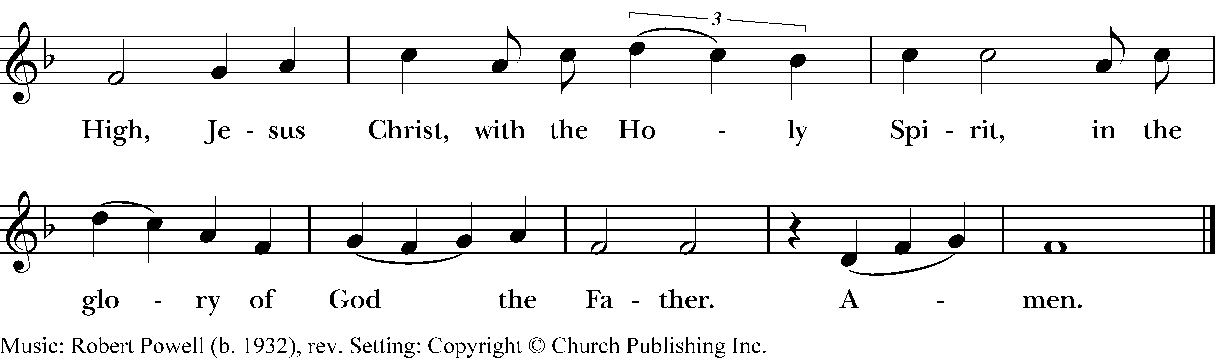 3
High, Je - sus Christ, with the Ho - ly Spi - rit, in the
glo - ry of God the Fa - ther. A - men.
Music: Robert Powell (b. 1932), rev. Setting: Copyright © Church Publishing Inc.